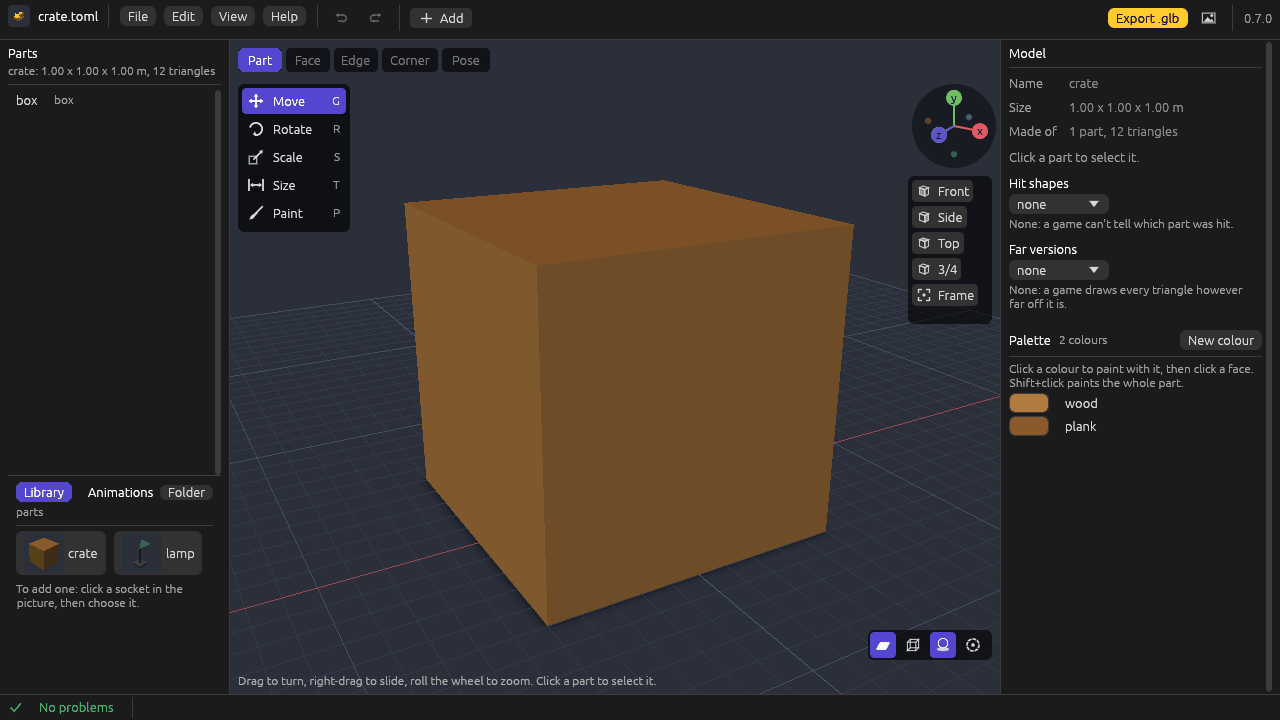 crate.toml
File
Edit
View
Help
Add
Export .glb
0.7.0
Parts
crate: 1.00 x 1.00 x 1.00 m, 12 triangles
box box
Library
Animations
Folder
parts
crate
lamp
To add one: click a socket in the
picture, then choose it.
Part
Face
Edge
Corner
Pose
Move G
Rotate R
Scale S
Size T
Paint P
y
x
z
Front
Side
Top
3/4
Frame
Drag to turn, right-drag to slide, roll the wheel to zoom. Click a part to select it.
Model
Name crate
Size 1.00 x 1.00 x 1.00 m
Made of 1 part, 12 triangles
Click a part to select it.
Hit shapes
none
None: a game can't tell which part was hit.
Far versions
none
None: a game draws every triangle however
far off it is.
Palette 2 colours
New colour
Click a colour to paint with it, then click a face.
Shift+click paints the whole part.
wood
plank
No problems